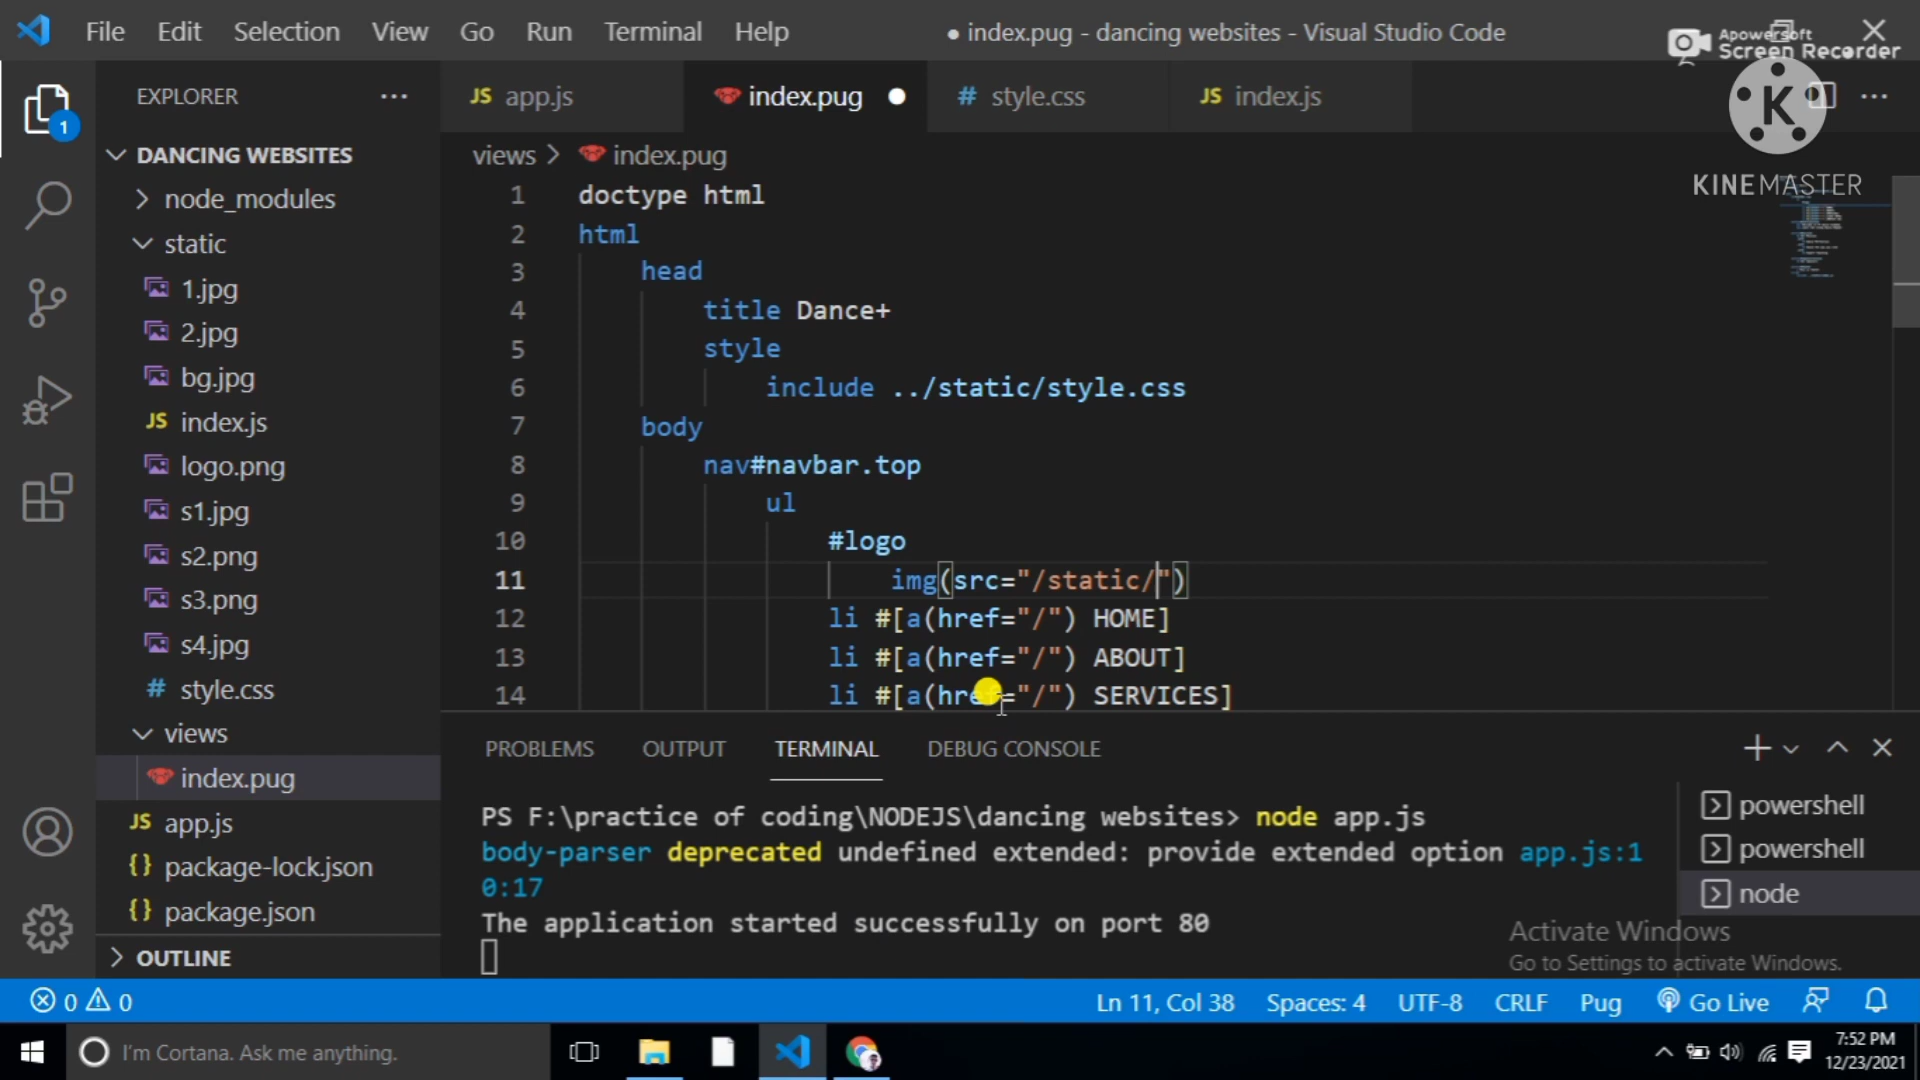 File Edit Selection View Go Run Terminal Help
● index.pug - dancing websites - Visual Studio Code
Apowersoft
Screen Recorder
K
KINEMASTER
EXPLORER ...
1
DANCING WEBSITES
node_modules
static
1.jpg
2.jpg
bg.jpg
JS index.js
logo.png
s1.jpg
s2.png
s3.png
s4.jpg
# style.css
views
index.pug
JS app.js
{} package-lock.json
{} package.json
OUTLINE
JS app.js index.pug ● # style.css JS index.js ...
views > index.pug
1 doctype html
2 html
3 head
4 title Dance+
5 style
6 include ../static/style.css
7 body
8 nav#navbar.top
9 ul
10 #logo
11 img(src="/static/")
12 li #[a(href="/") HOME]
13 li #[a(href="/") ABOUT]
14 li #[a(href="/") SERVICES]
PROBLEMS OUTPUT TERMINAL DEBUG CONSOLE
PS F:\practice of coding\NODEJS\dancing websites> node app.js
body-parser deprecated undefined extended: provide extended option app.js:1
0:17
The application started successfully on port 80
powershell
powershell
node
Activate Windows
Go to Settings to activate Windows.
0 0 Ln 11, Col 38 Spaces: 4 UTF-8 CRLF Pug Go Live
I'm Cortana. Ask me anything.
7:52 PM
12/23/2021